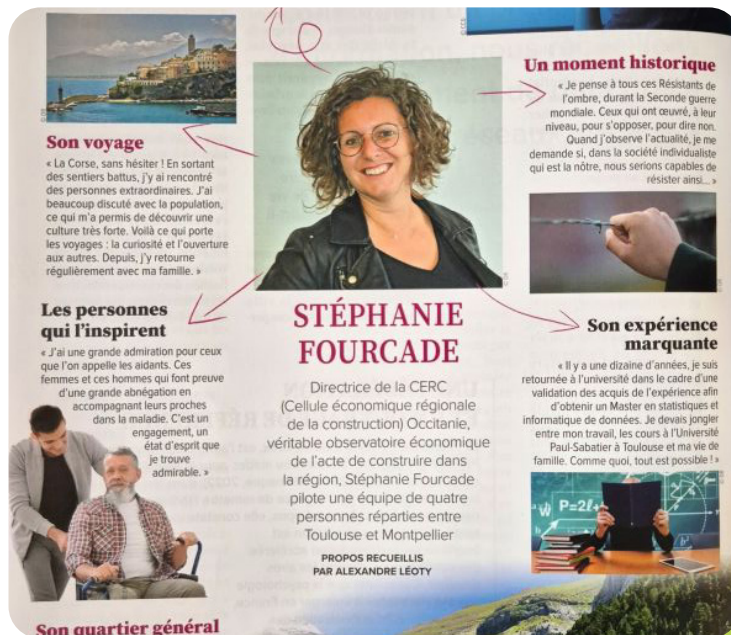 Son voyage
« La Corse, sans hésiter ! En sortant
des sentiers battus, j'y ai rencontré
des personnes extraordinaires. J'ai
beaucoup discuté avec la population,
ce qui m'a permis de découvrir une
culture très forte. Voilà ce qui porte
les voyages : la curiosité et l'ouverture
aux autres. Depuis, j'y retourne
régulièrement avec ma famille. »
Les personnes
qui l'inspirent
« J'ai une grande admiration pour ceux
que l'on appelle les aidants. Ces
femmes et ces hommes qui font preuve
d'une grande abnégation en
accompagnant leurs proches
dans la maladie. C'est un
engagement, un
état d'esprit que
je trouve
admirable. »
Son quartier général
STÉPHANIE
FOURCADE
Directrice de la CERC
(Cellule économique régionale
de la construction) Occitanie,
véritable observatoire économique
de l'acte de construire dans
la région, Stéphanie Fourcade
pilote une équipe de quatre
personnes réparties entre
Toulouse et Montpellier
PROPOS RECUEILLIS
PAR ALEXANDRE LÉOTY
Un moment historique
« Je pense à tous ces Résistants de
l'ombre, durant la Seconde guerre
mondiale. Ceux qui ont œuvré, à leur
niveau, pour s'opposer, pour dire non.
Quand j'observe l'actualité, je me
demande si, dans la société individualiste
qui est la nôtre, nous serions capables de
résister ainsi... »
Son expérience
marquante
« Il y a une dizaine d'années, je suis
retournée à l'université dans le cadre d'une
validation des acquis de l'expérience afin
d'obtenir un Master en statistiques et
informatique de données. Je devais jongler
entre mon travail, les cours à l'Université
Paul-Sabatier à Toulouse et ma vie de
famille. Comme quoi, tout est possible ! »